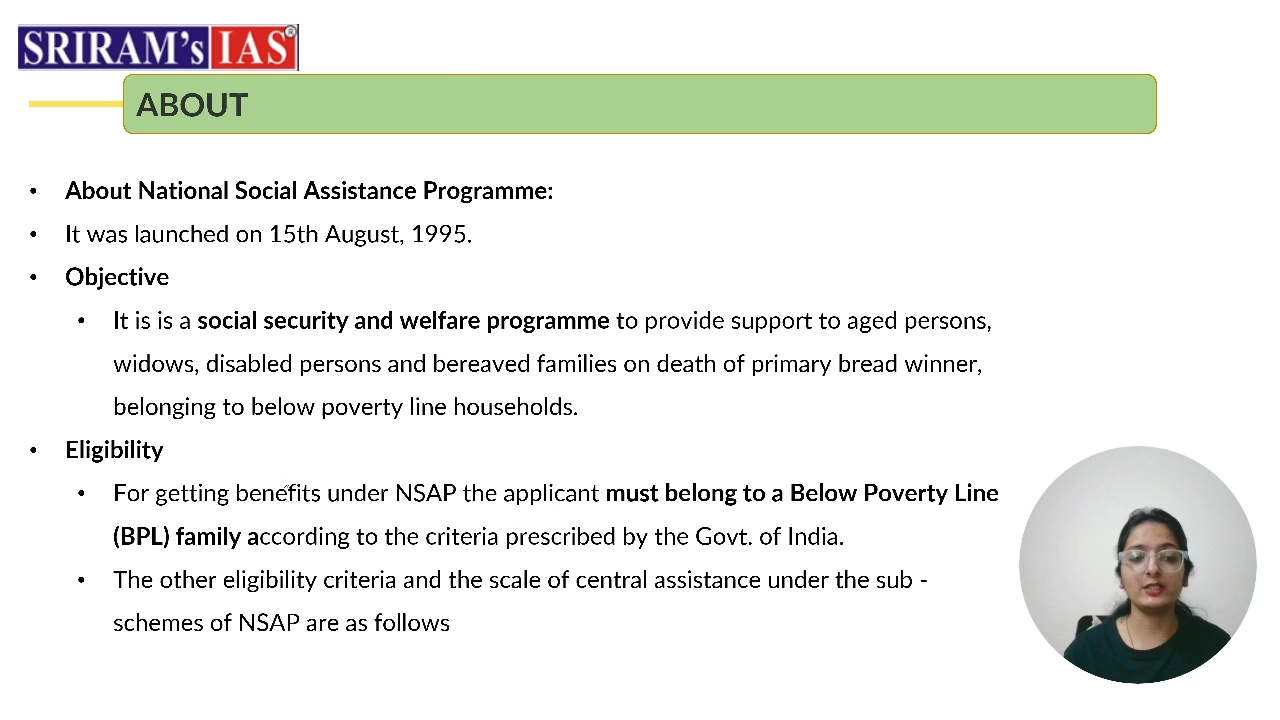 SRIRAM's IAS®
ABOUT
• About National Social Assistance Programme:
• It was launched on 15th August, 1995.
• Objective
• It is is a social security and welfare programme to provide support to aged persons,
widows, disabled persons and bereaved families on death of primary bread winner,
belonging to below poverty line households.
• Eligibility
• For getting benefits under NSAP the applicant must belong to a Below Poverty Line
(BPL) family according to the criteria prescribed by the Govt. of India.
• The other eligibility criteria and the scale of central assistance under the sub -
schemes of NSAP are as follows